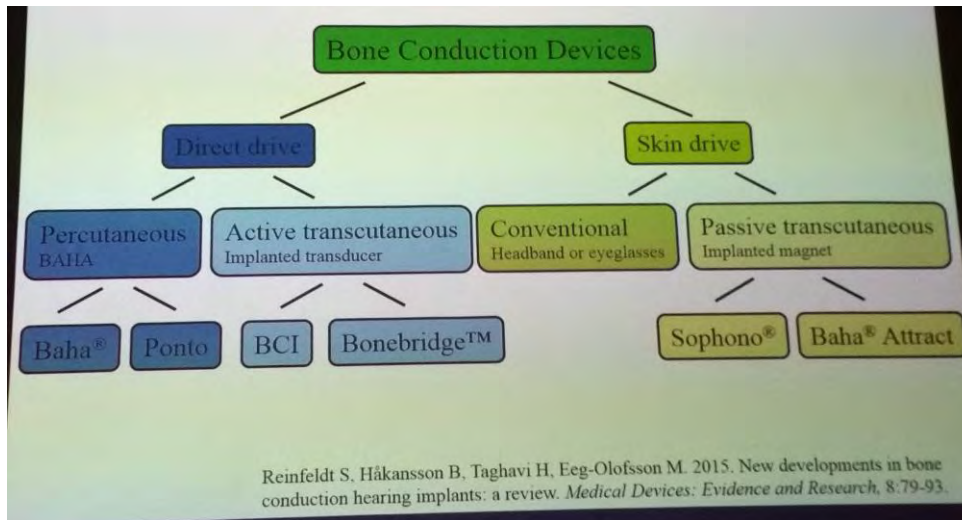 Bone Conduction Devices
Direct drive
Skin drive
Percutaneous
BAHA
Active transcutaneous
Implanted transducer
Conventional
Headband or eyeglasses
Passive transcutaneous
Implanted magnet
Baha®
Ponto
BCI
Bonebridge™
Sophono®
Baha® Attract
Reinfeldt S, Håkansson B, Taghavi H, Eeg-Olofsson M. 2015. New developments in bone
conduction hearing implants: a review. Medical Devices: Evidence and Research, 8:79-93.